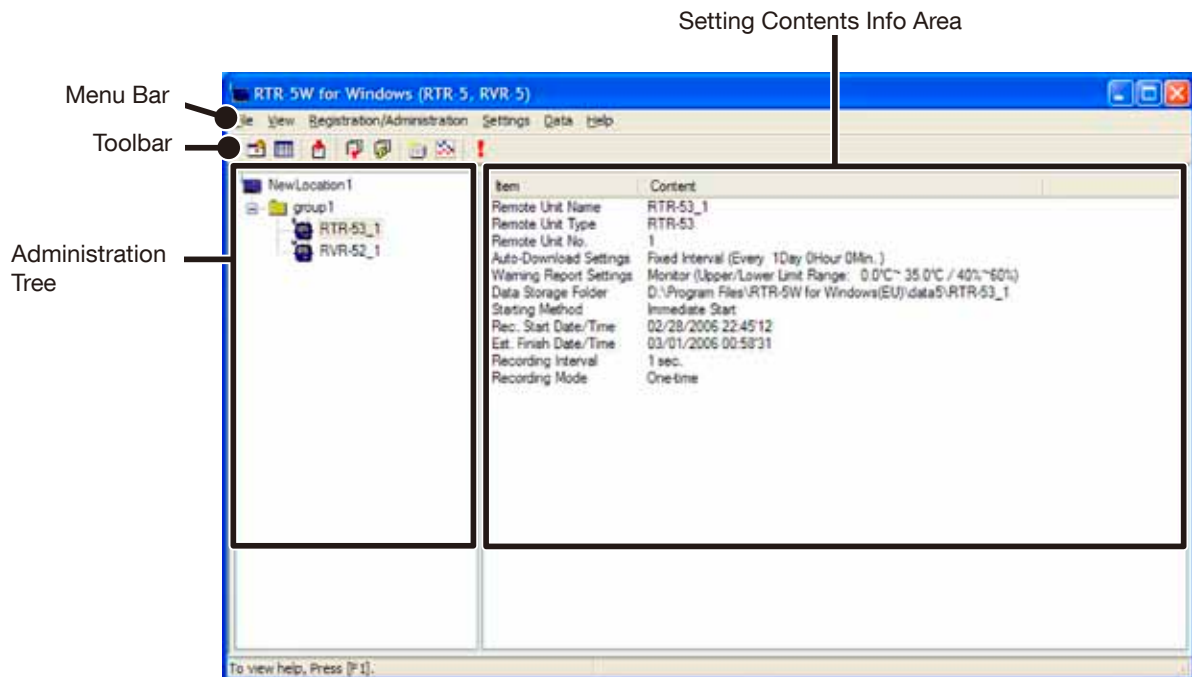 Setting Contents Info Area
Menu Bar
Toolbar
Administration
Tree
RTR-5W for Windows (RTR-5, RVR-5)
File View Registration/Administration Settings Data Help
NewLocation1
group1
RTR-53_1
RVR-52_1
Item Content
Remote Unit Name RTR-53_1
Remote Unit Type RTR-53
Remote Unit No. 1
Auto-Download Settings Fixed Interval (Every 1Day 0Hour 0Min. )
Warning Report Settings Monitor (Upper/Lower Limit Range: 0.0°C~ 35.0°C / 40%~60%)
Data Storage Folder D:\Program Files\RTR-5W for Windows(EU)\data5\RTR-53_1
Starting Method Immediate Start
Rec. Start Date/Time 02/28/2006 22:45'12
Est. Finish Date/Time 03/01/2006 00:58'31
Recording Interval 1 sec.
Recording Mode One-time
To view help, Press [F1].